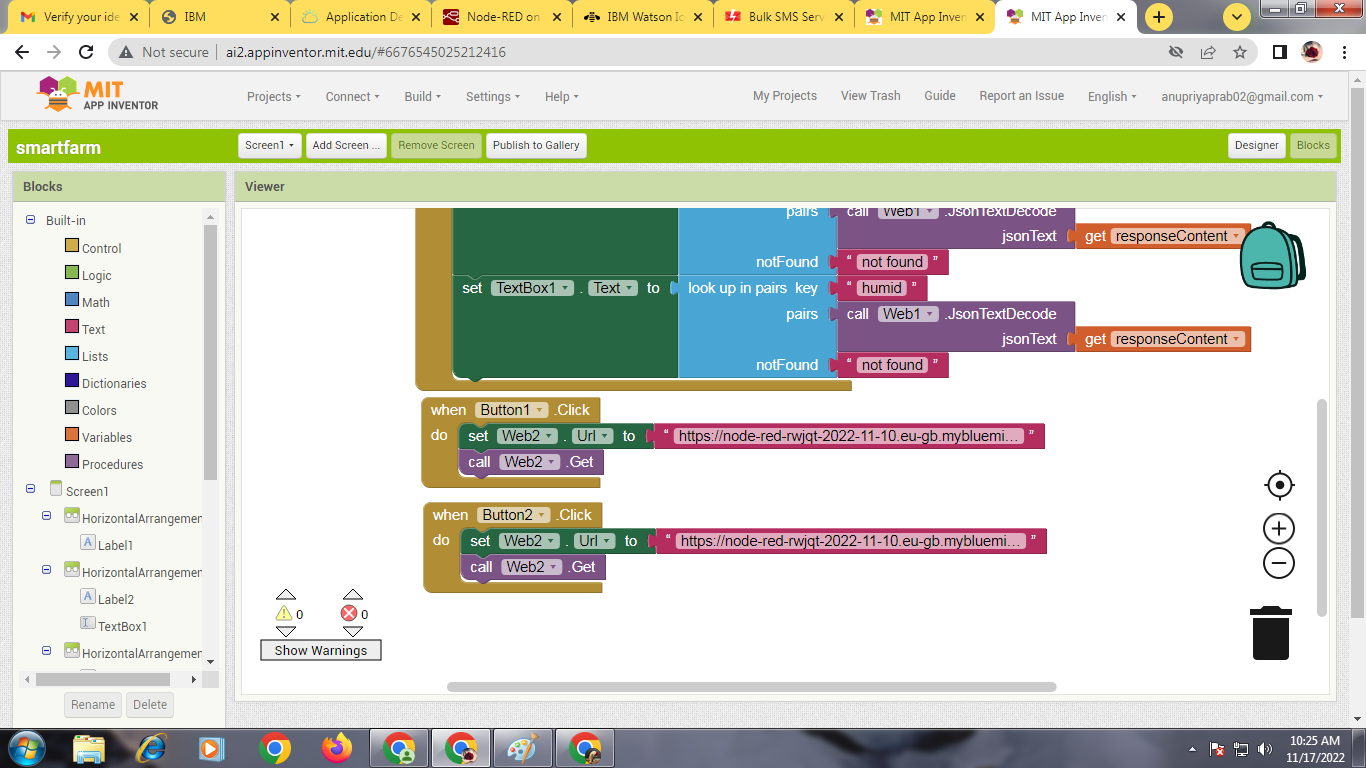 Verify your ide
IBM
Application De
Node-RED on
IBM Watson Io
Bulk SMS Serv
MIT App Inver
MIT App Inver
Not secure
ai2.appinventor.mit.edu/#6676545025212416
MIT
APP INVENTOR
Projects
Connect
Build
Settings
Help
My Projects
View Trash
Guide
Report an Issue
English
anupriyaprab02@gmail.com
smartfarm
Screen1
Add Screen ...
Remove Screen
Publish to Gallery
Designer
Blocks
Blocks
Viewer
Built-in
Control
Logic
Math
Text
Lists
Dictionaries
Colors
Variables
Procedures
Screen1
HorizontalArrangemen
Label1
HorizontalArrangemen
Label2
TextBox1
HorizontalArrangemen
Rename
Delete
pairs call Web1 .JsonTextDecode
jsonText get responseContent
notFound “ not found ”
set TextBox1 . Text to look up in pairs key “ humid ”
pairs call Web1 .JsonTextDecode
jsonText get responseContent
notFound “ not found ”
when Button1 .Click
do set Web2 . Url to “ https://node-red-rwjqt-2022-11-10.eu-gb.mybluemi... ”
call Web2 .Get
when Button2 .Click
do set Web2 . Url to “ https://node-red-rwjqt-2022-11-10.eu-gb.mybluemi... ”
call Web2 .Get
0 0
Show Warnings
10:25 AM
11/17/2022